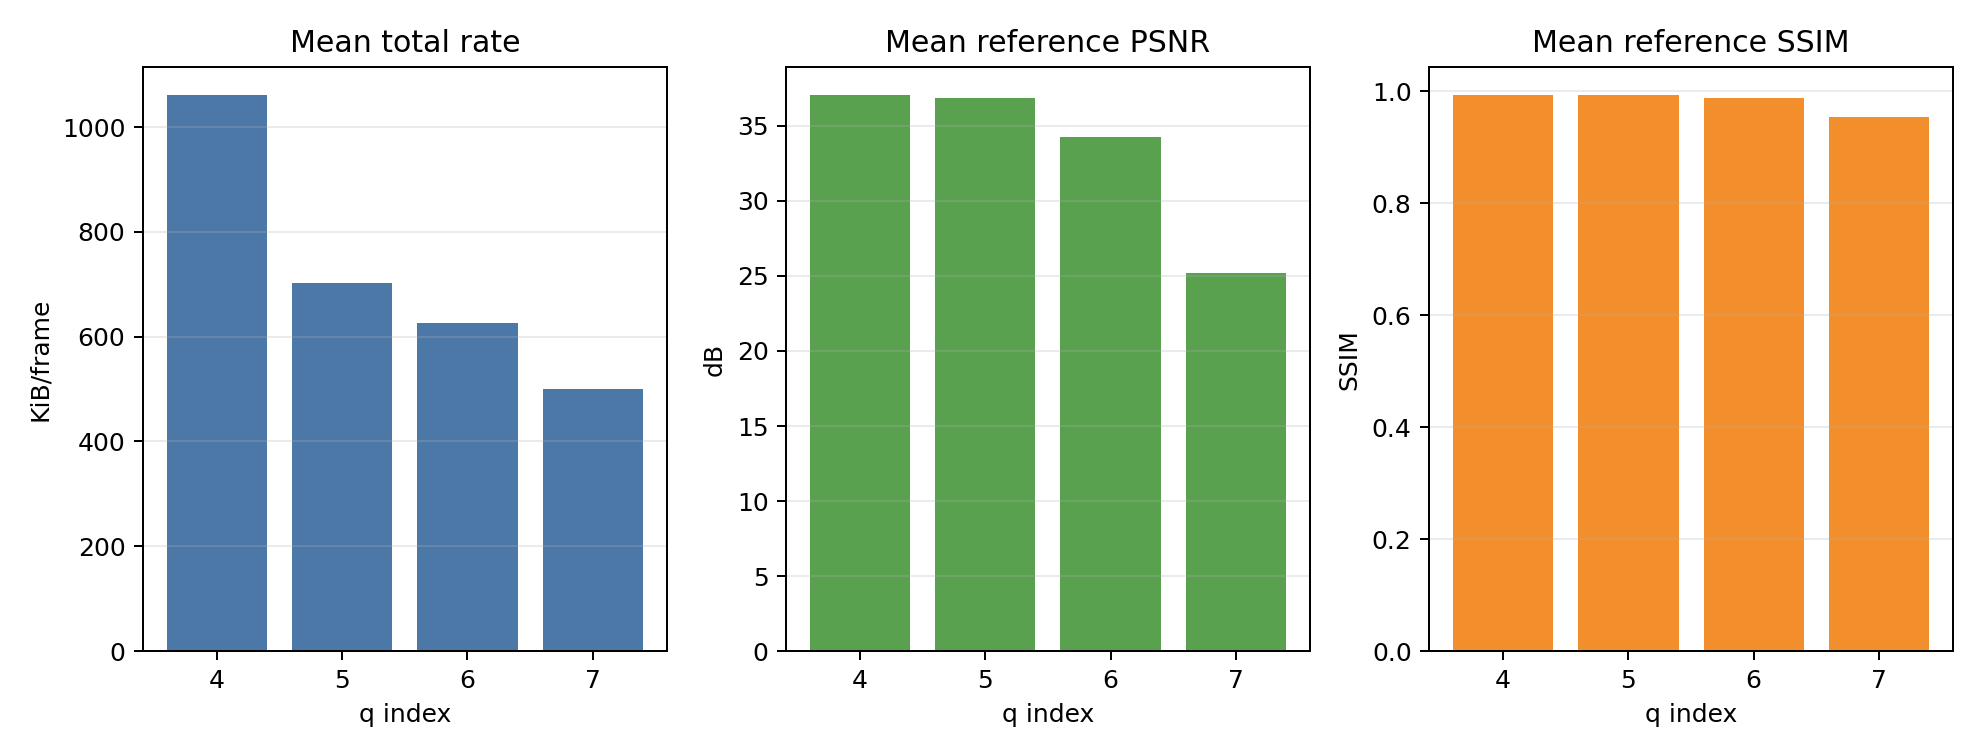 Mean total rate
KiB/frame
1000
800
600
400
200
0
4 5 6 7
q index
Mean reference PSNR
dB
35
30
25
20
15
10
5
0
4 5 6 7
q index
Mean reference SSIM
SSIM
1.0
0.8
0.6
0.4
0.2
0.0
4 5 6 7
q index